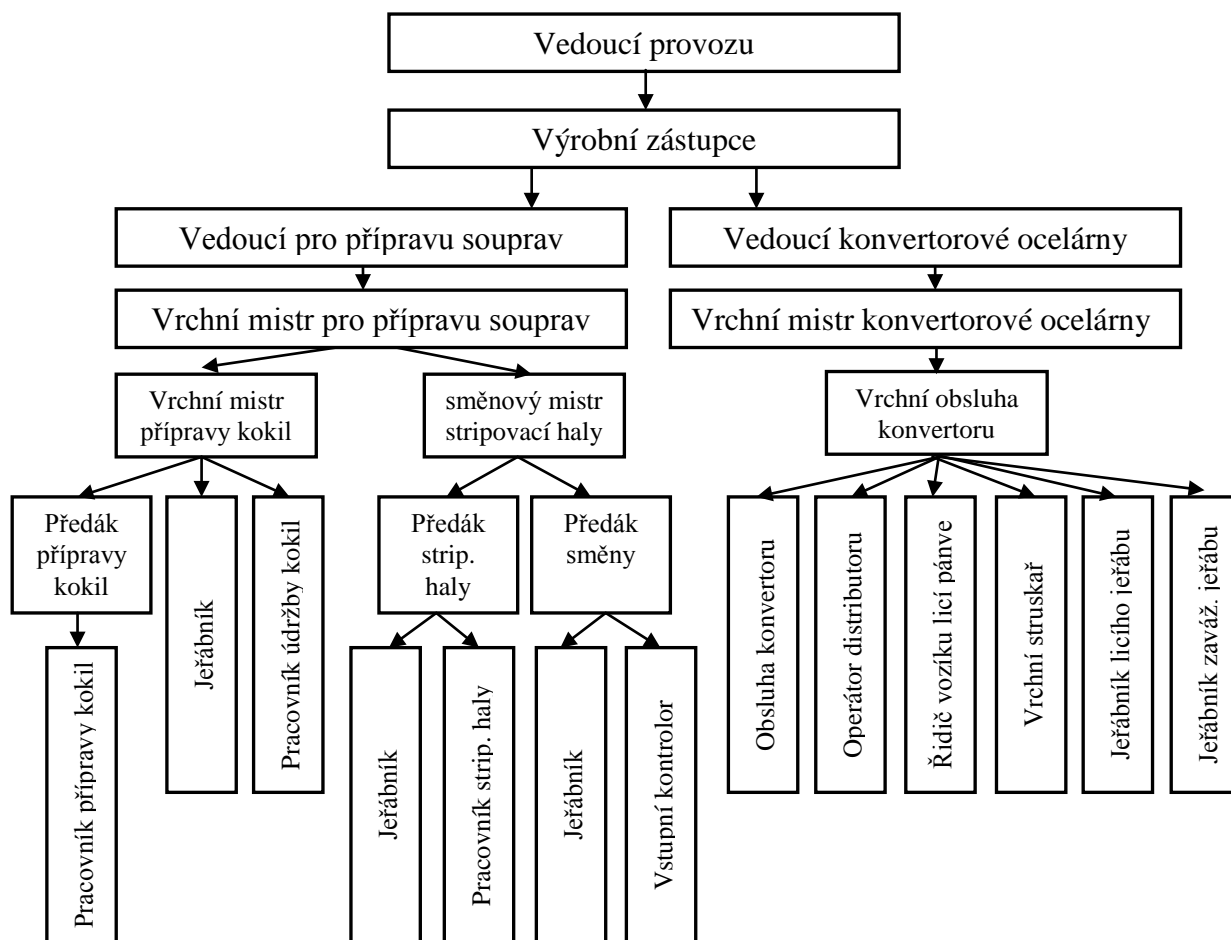 Vedoucí provozu
Výrobní zástupce
Vedoucí pro přípravu souprav
Vedoucí konvertorové ocelárny
Vrchní mistr pro přípravu souprav
Vrchní mistr konvertorové ocelárny
Vrchní mistr
přípravy kokil
směnový mistr
stripovací haly
Vrchní obsluha
konvertoru
Předák
přípravy
kokil
Jeřábník
Pracovník údržby kokil
Předák
strip.
haly
Předák
směny
Obsluha konvertoru
Operátor distributoru
Řidič vozíku licí pánve
Vrchní struskař
Jeřábník licího jeřábu
Jeřábník zaváž. jeřábu
Pracovník přípravy kokil
Jeřábník
Pracovník strip. haly
Jeřábník
Vstupní kontrolor